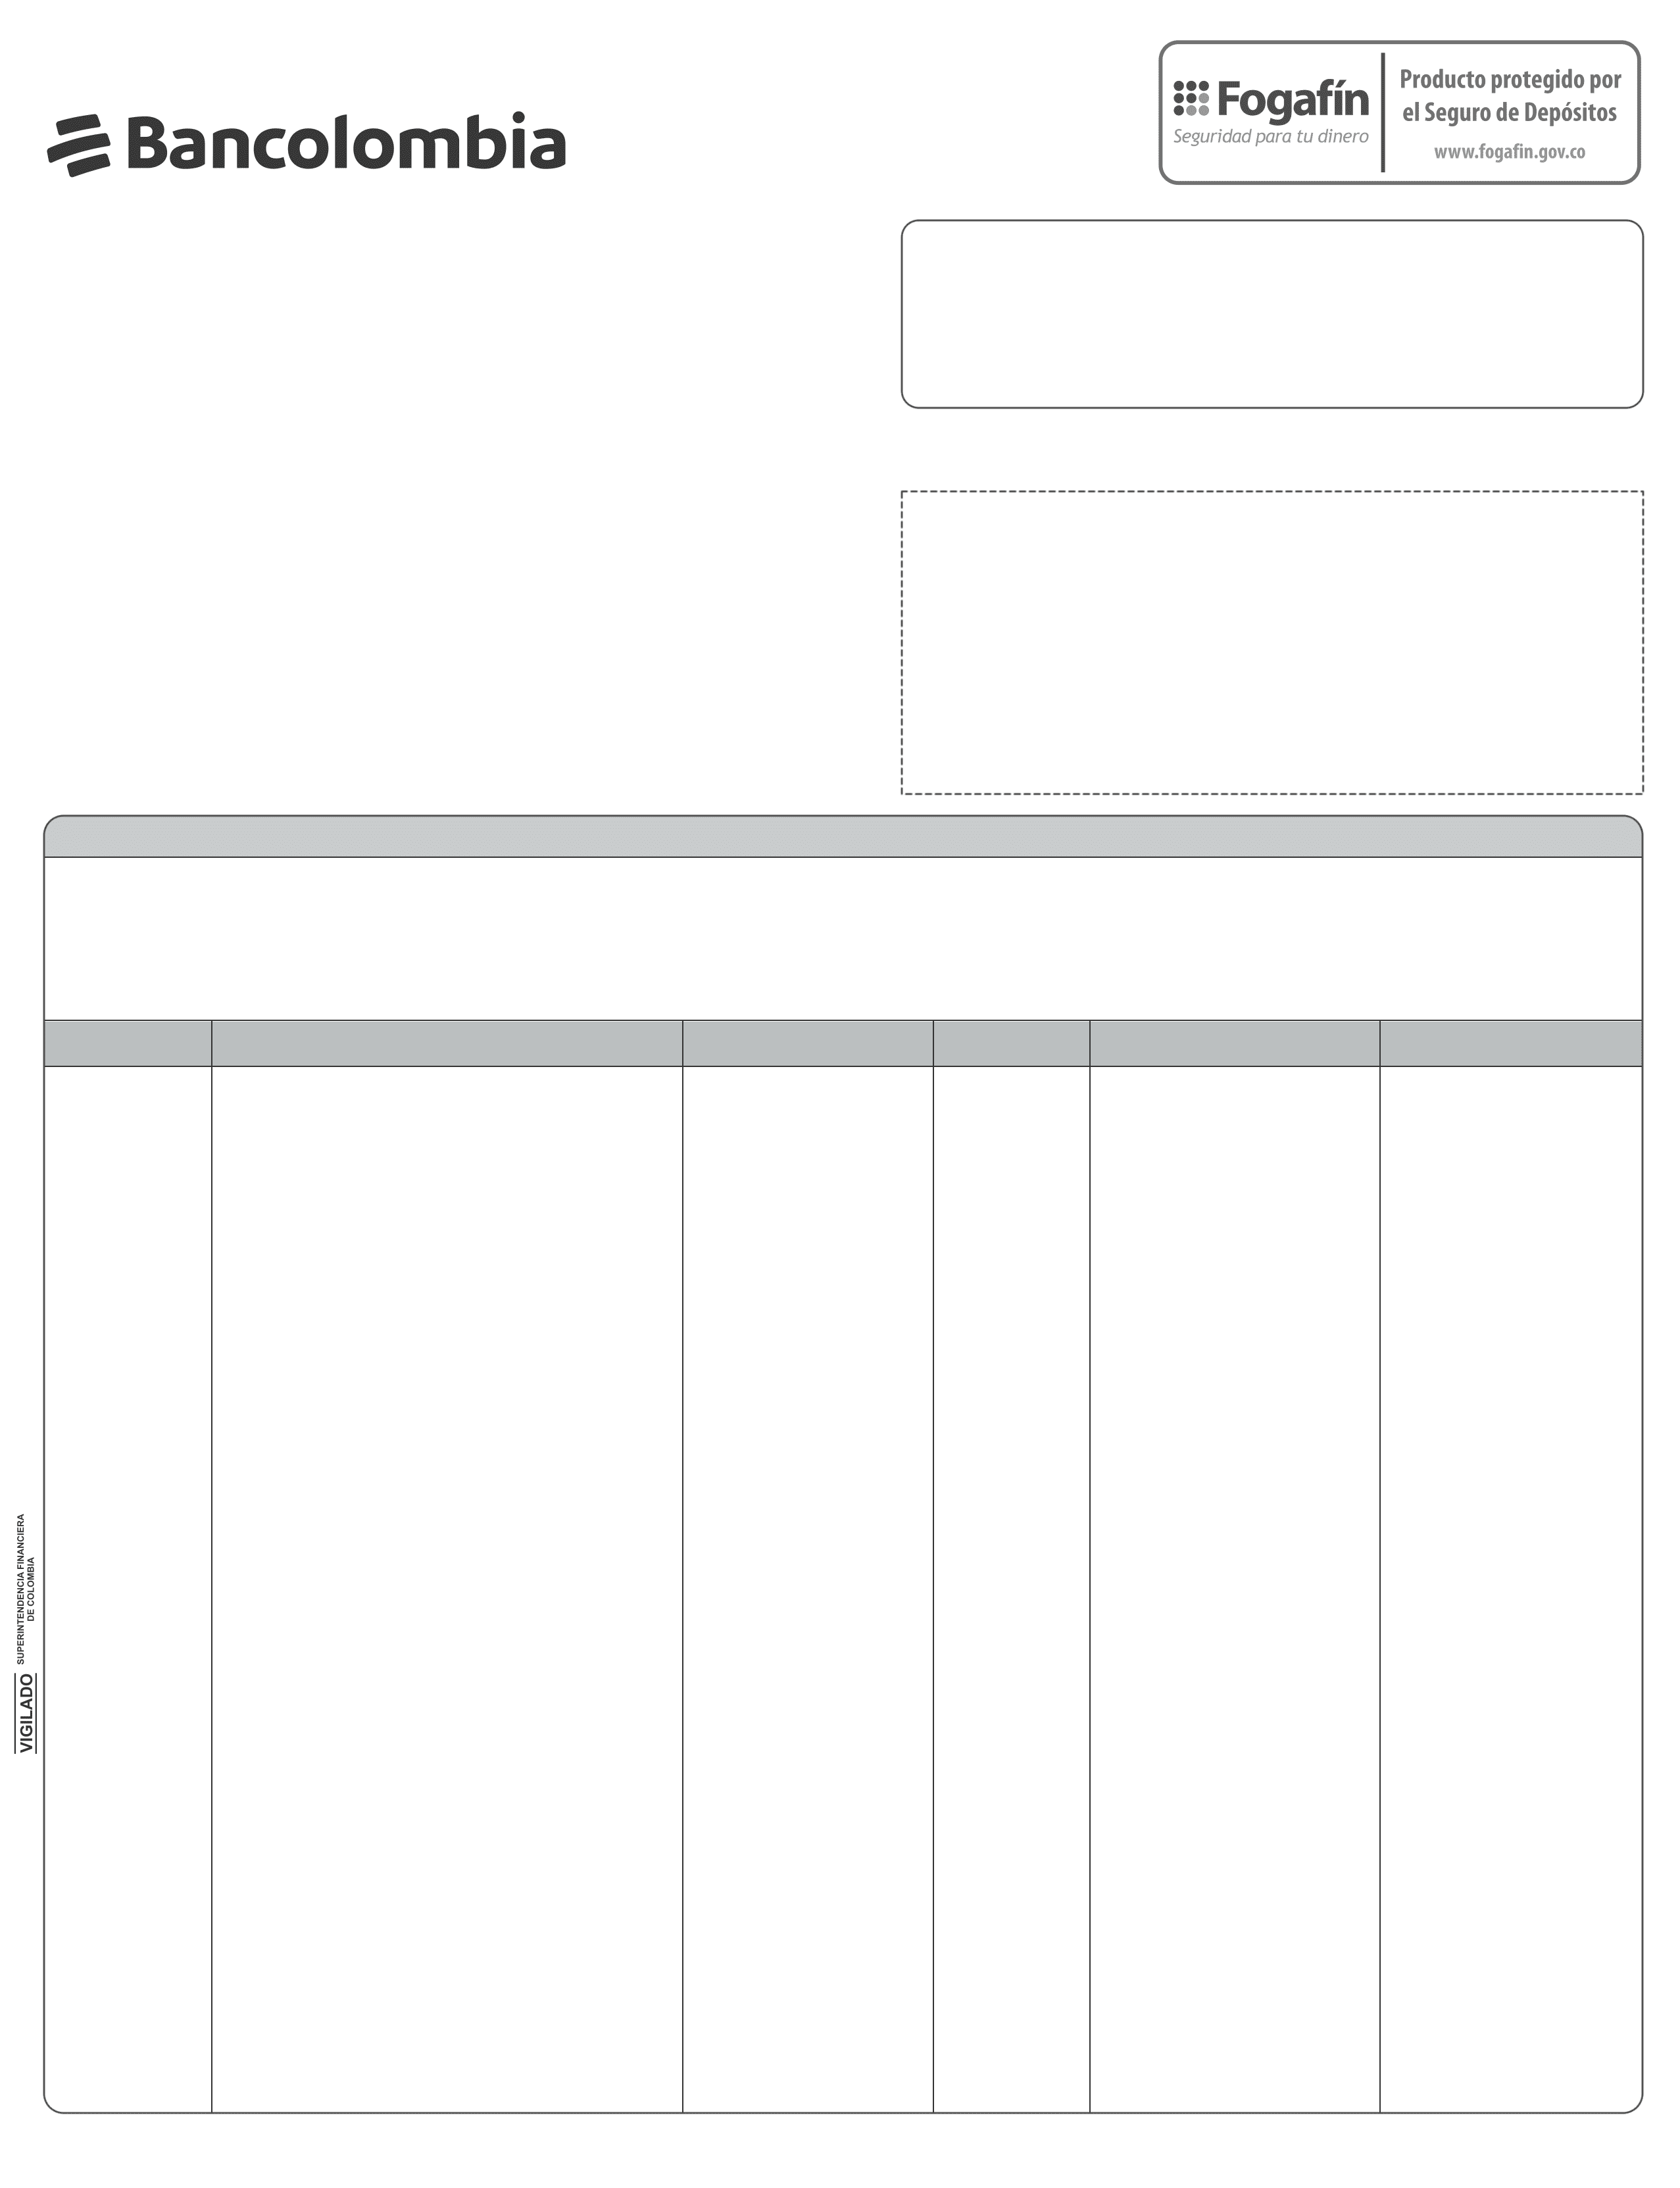 Bancolombia
Fogafín
Seguridad para tu dinero
Producto protegido por
el Seguro de Depósitos
www.fogafin.gov.co
VIGILADO
SUPERINTENDENCIA FINANCIERA
DE COLOMBIA